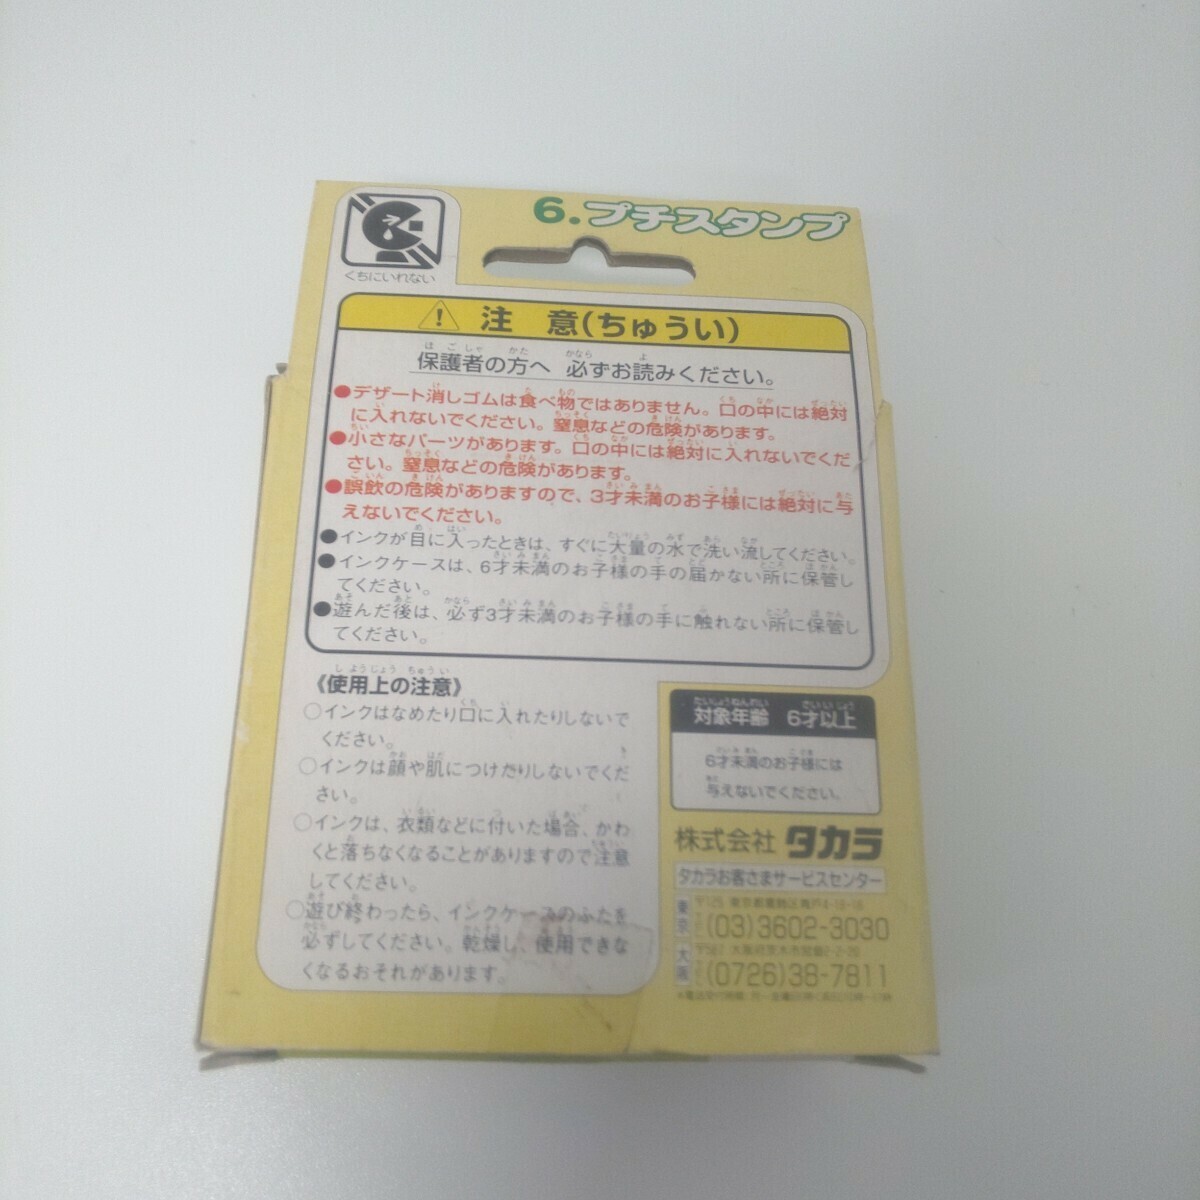 6.プチスタンプ
くちにいれない
注意(ちゅうい)
保護者の方へ 必ずお読みください。
●デザート消しゴムは食べ物ではありません。口の中には絶対
に入れないでください。窒息などの危険があります。
●小さなパーツがあります。口の中には絶対に入れないでくだ
さい。窒息などの危険があります。
●誤飲の危険がありますので、3才未満のお子様には絶対に与
えないでください。
●インクが目に入ったときは、すぐに大量の水で洗い流してください。
●インクケースは、6才未満のお子様の手の届かない所に保管し
てください。
●遊んだ後は、必ず3才未満のお子様の手に触れない所に保管し
てください。
《使用上の注意》
○インクはなめたり口に入れたりしないで
ください。
○インクは顔や肌につけたりしないでくだ
さい。
○インクは、衣類などに付いた場合、かわ
くと落ちなくなることがありますので注意
してください。
○遊び終わったら、インクケースのふたを
必ずしてください。乾燥し、使用できな
くなるおそれがあります。
対象年齢 6才以上
6才未満のお子様には
与えないでください。
株式会社 タカラ
タカラお客さまサービスセンター
東京 〒125 東京都葛飾区青戸4-19-16
(03)3602-3030
大阪 〒567
(0726)38-7811